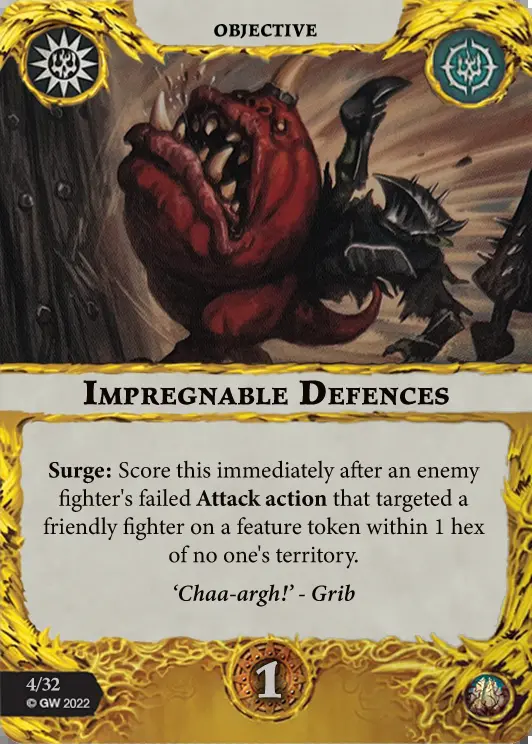 OBJECTIVE
IMPREGNABLE DEFENCES
Surge: Score this immediately after an enemy
fighter's failed Attack action that targeted a
friendly fighter on a feature token within 1 hex
of no one's territory.
‘Chaa-argh!’ - Grib
1
4/32
© GW 2022